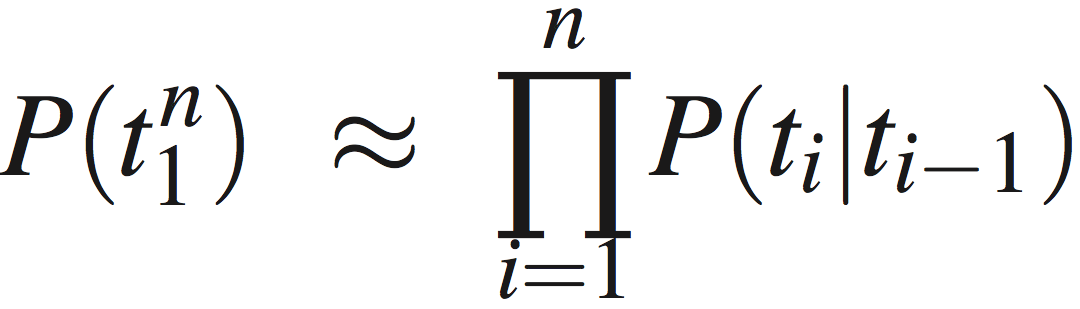 P(t_1^n) ≈ ∏_{i=1}^{n} P(t_i|t_{i−1})